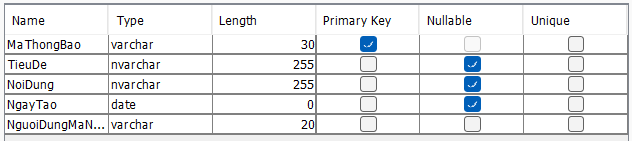 Name Type Length Primary Key Nullable Unique
MaThongBao varchar 30
TieuDe nvarchar 255
NoiDung nvarchar 255
NgayTao date 0
NguoiDungMaN... varchar 20